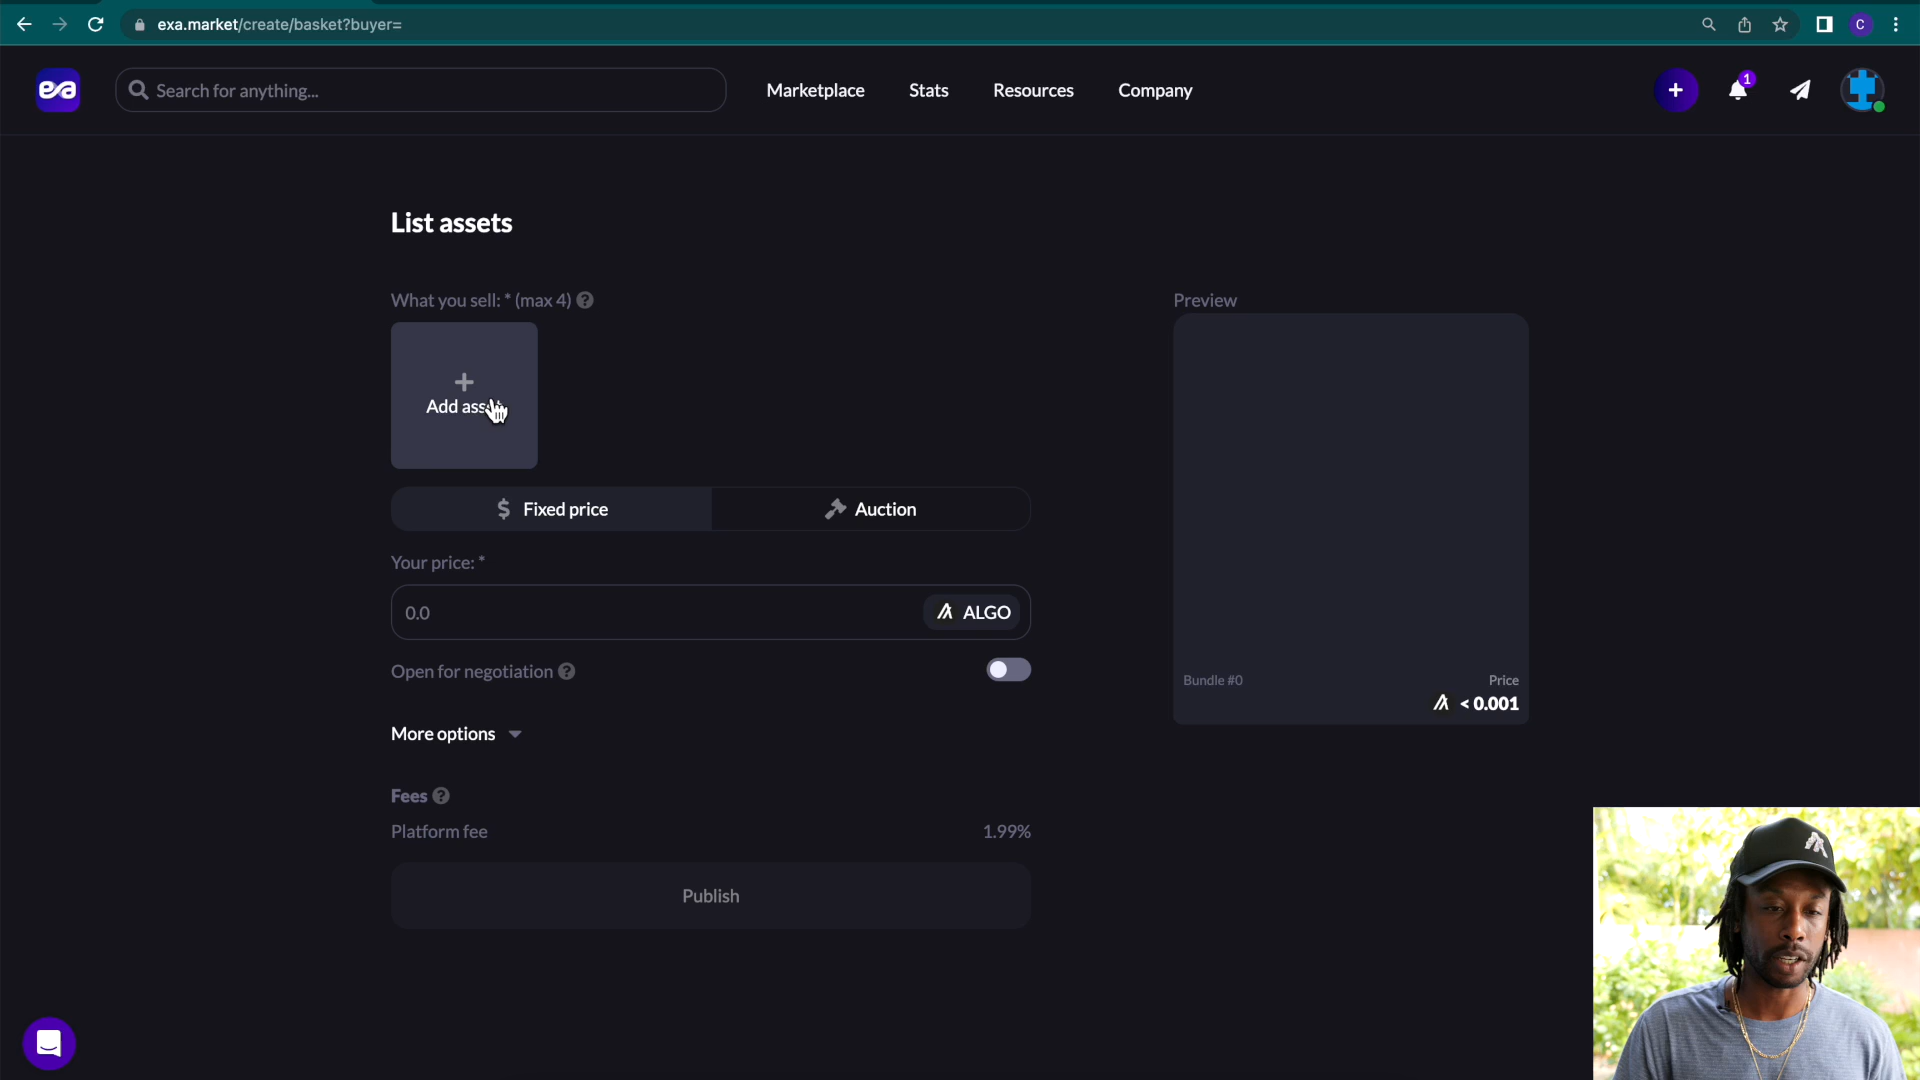 exa.market/create/basket?buyer=
C
exa
Search for anything...
Marketplace
Stats
Resources
Company
1
List assets
What you sell: * (max 4)
Preview
Add asset
Fixed price
Auction
Your price: *
0.0
ALGO
Open for negotiation
Bundle #0
Price
< 0.001
More options
Fees
Platform fee
1.99%
Publish